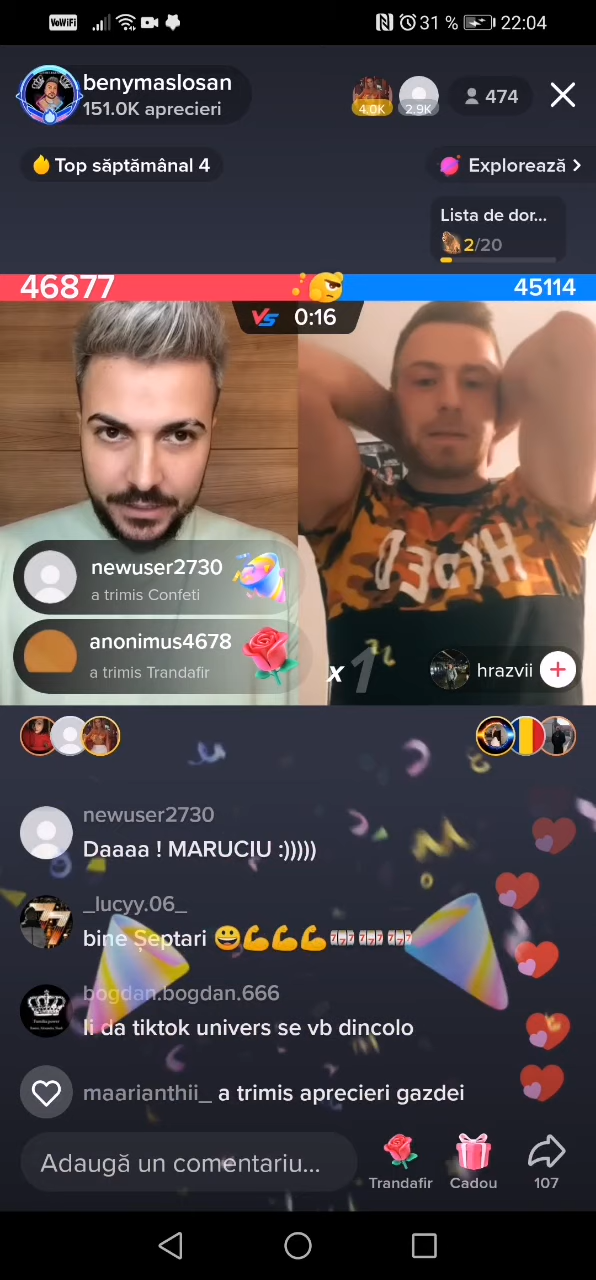 VoWiFi
31 % 22:04
benymaslosan
151.0K aprecieri
4.0K
2.9K
474
Top săptămânal 4
Explorează >
Lista de dor...
2/20
46877
45114
VS 0:16
newuser2730
a trimis Confeti
anonimus4678
a trimis Trandafir
x 1
hrazvii
newuser2730
Daaaa ! MARUCIU :)))))
_lucyy.06_
bine Șeptari 😀💪💪💪🎰🎰🎰
bogdan.bogdan.666
Ii da tiktok univers se vb dincolo
maarianthii_ a trimis aprecieri gazdei
Adaugă un comentariu...
Trandafir
Cadou
107